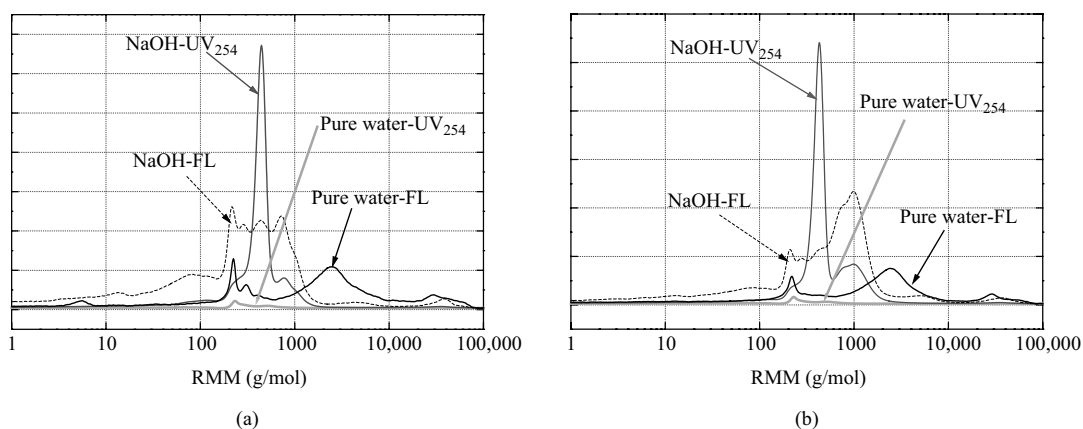 NaOH-UV₂₅₄
Pure water-UV₂₅₄
NaOH-FL
Pure water-FL
1 10 100 1000 10,000 100,000
RMM (g/mol)
(a)
NaOH-UV₂₅₄
Pure water-UV₂₅₄
NaOH-FL
Pure water-FL
1 10 100 1000 10,000 100,000
RMM (g/mol)
(b)